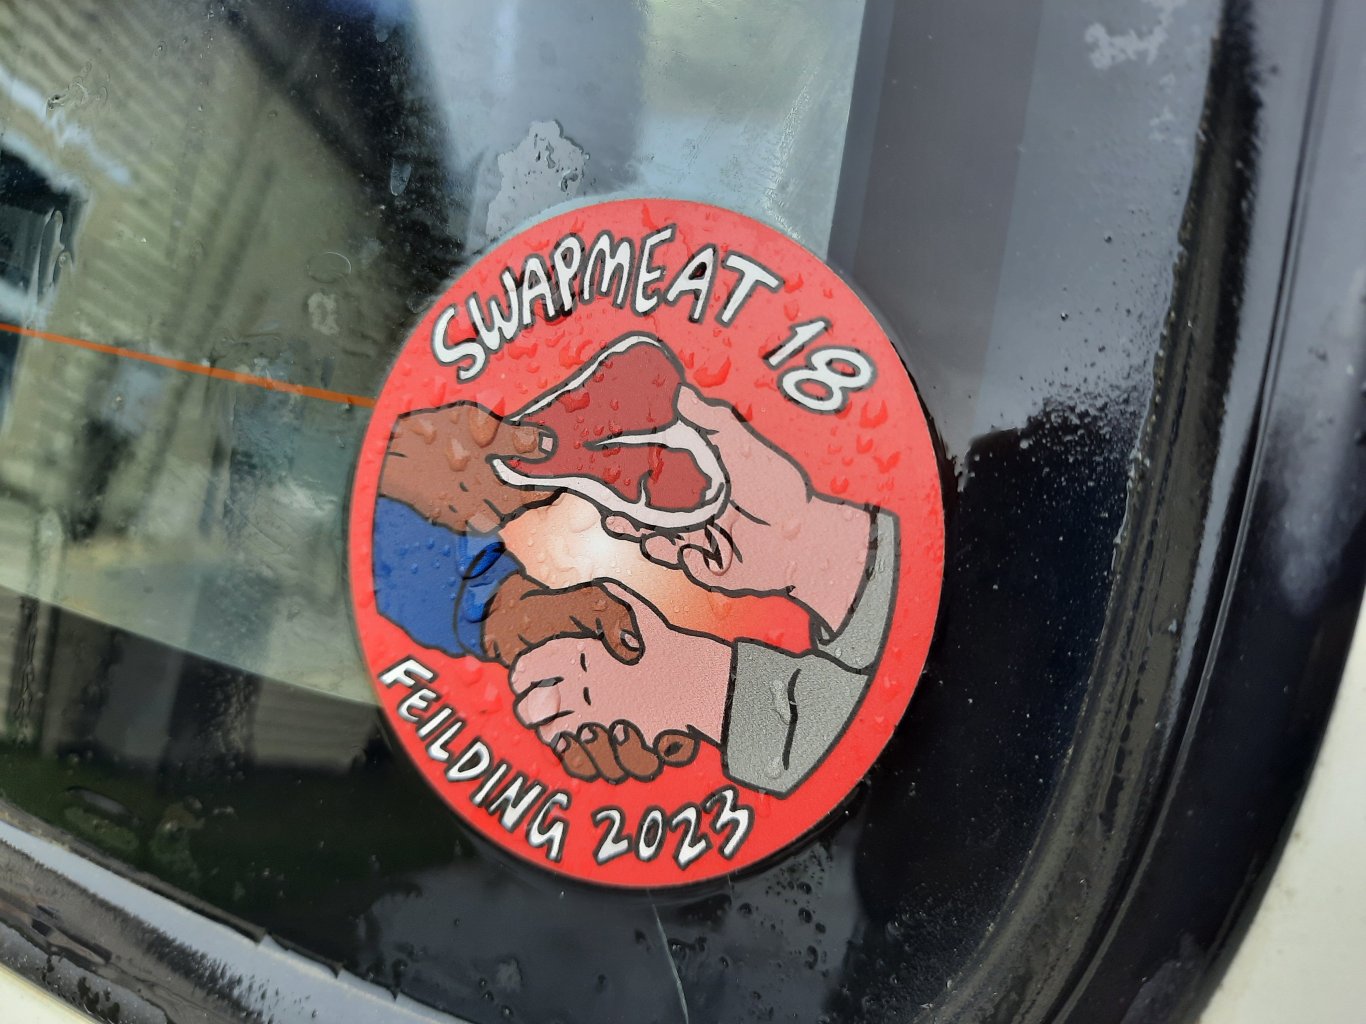 SWAPMEAT 18
FEILDING 2023